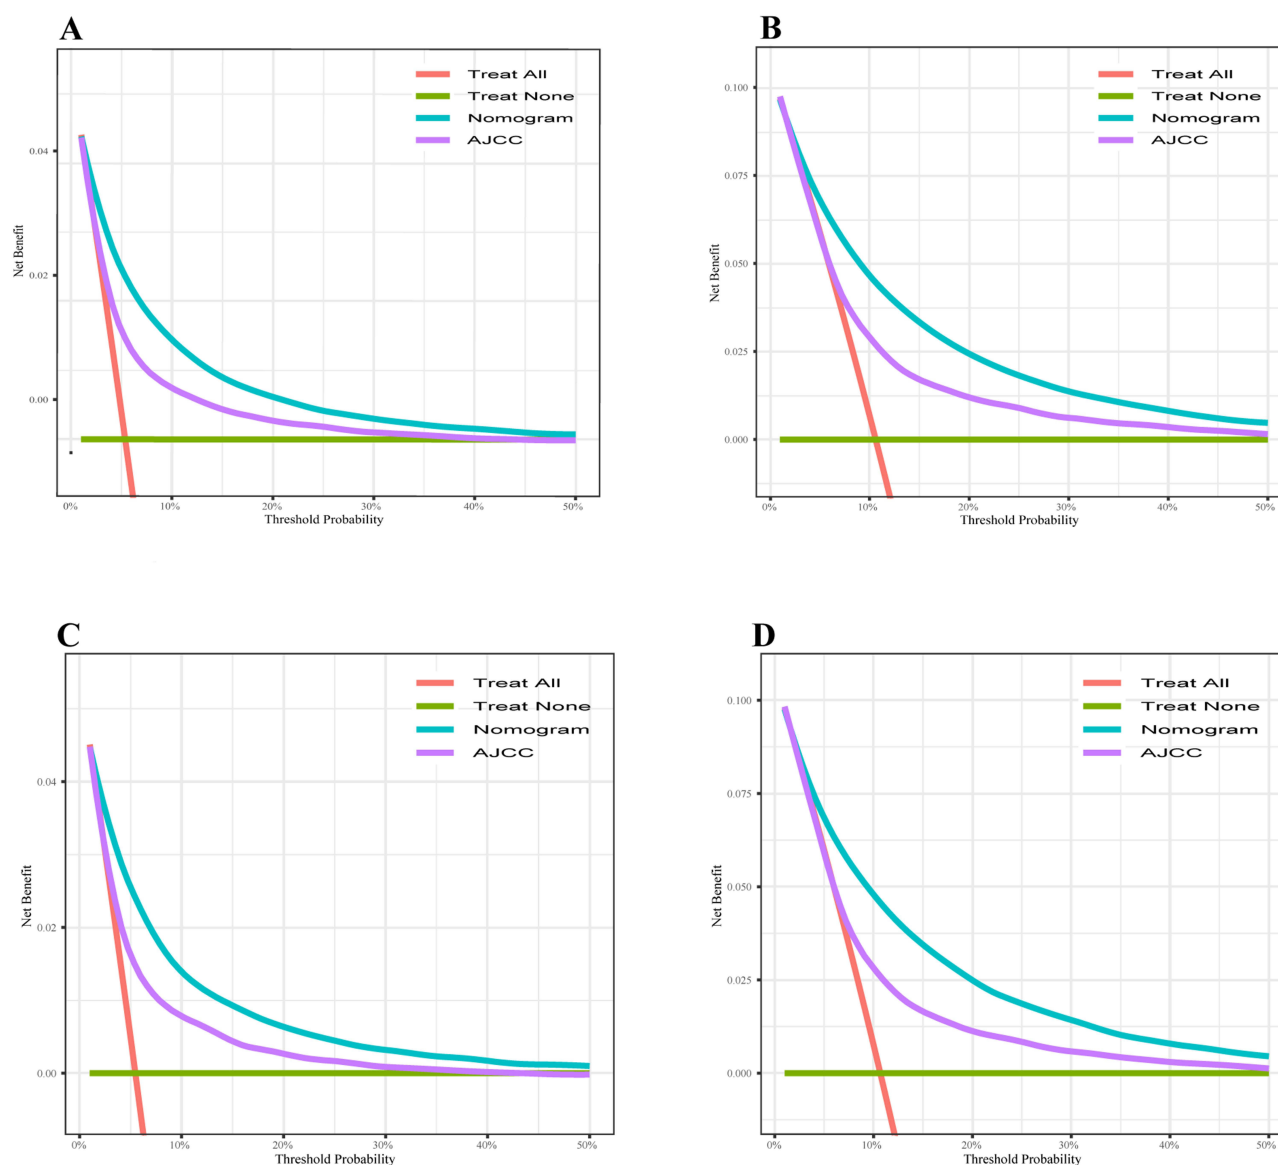 A
Treat All
Treat None
Nomogram
AJCC
0.04
0.02
0.00
Net Benefit
0%
10%
20%
30%
40%
50%
Threshold Probability
B
Treat All
Treat None
Nomogram
AJCC
0.100
0.075
0.050
0.025
0.000
Net Benefit
0%
10%
20%
30%
40%
50%
Threshold Probability
C
Treat All
Treat None
Nomogram
AJCC
0.04
0.02
0.00
Net Benefit
0%
10%
20%
30%
40%
50%
Threshold Probability
D
Treat All
Treat None
Nomogram
AJCC
0.100
0.075
0.050
0.025
0.000
Net Benefit
0%
10%
20%
30%
40%
50%
Threshold Probability